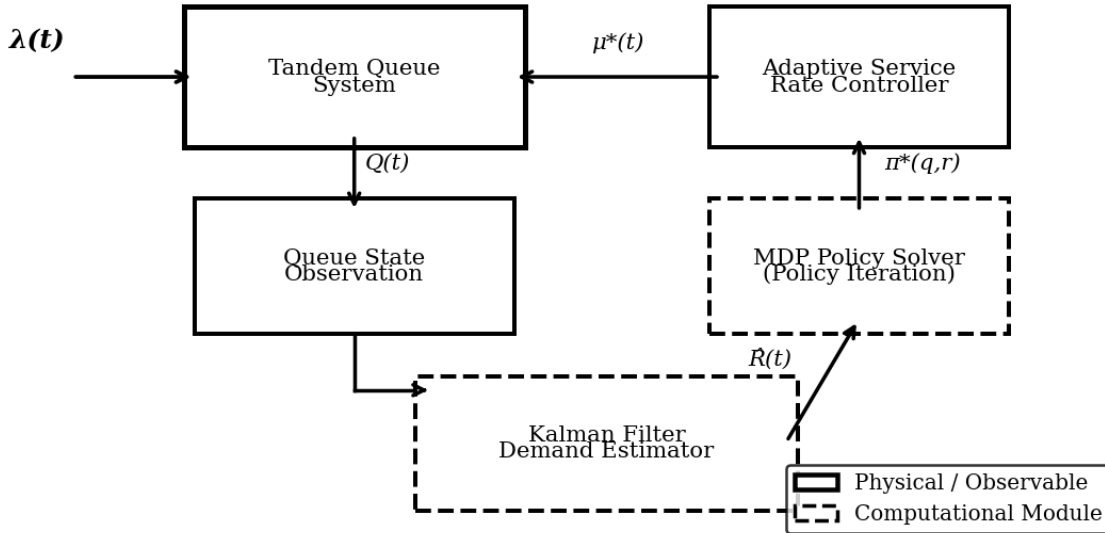 λ(t)
Tandem Queue
System
μ*(t)
Adaptive Service
Rate Controller
Q(t)
π*(q,r)
Queue State
Observation
MDP Policy Solver
(Policy Iteration)
R̂(t)
Kalman Filter
Demand Estimator
Physical / Observable
Computational Module